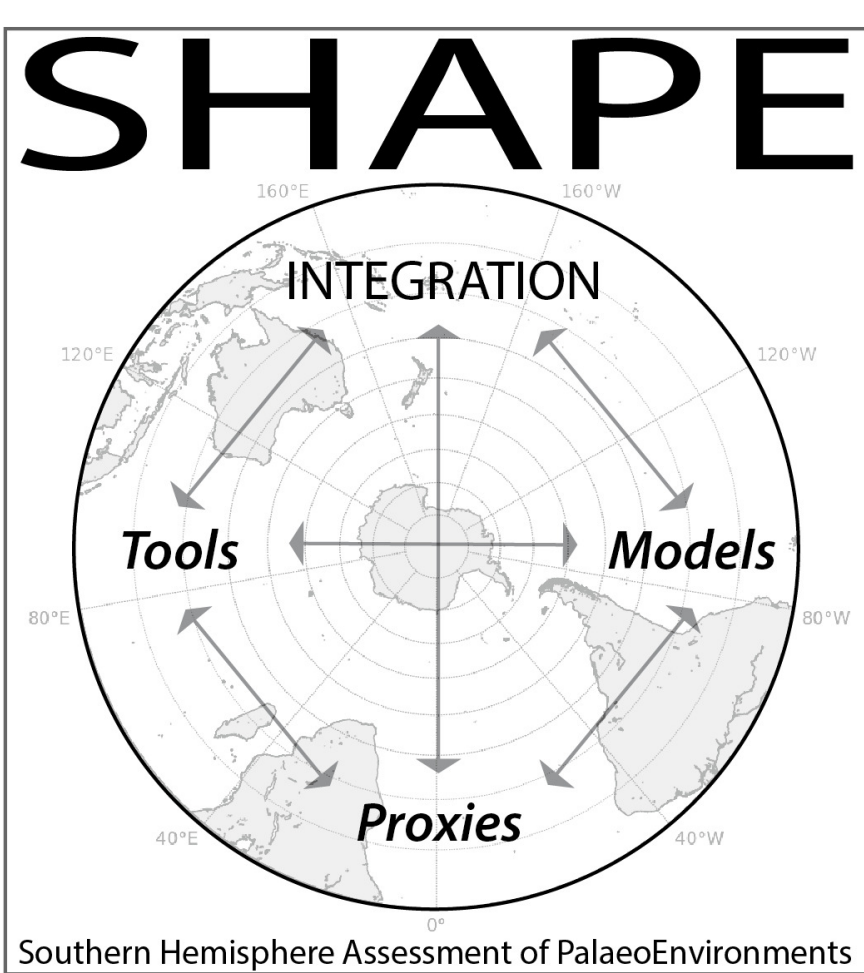 SHAPE
160°E
160°W
INTEGRATION
120°E
120°W
Tools
Models
80°E
80°W
Proxies
40°E
40°W
0°
Southern Hemisphere Assessment of PalaeoEnvironments